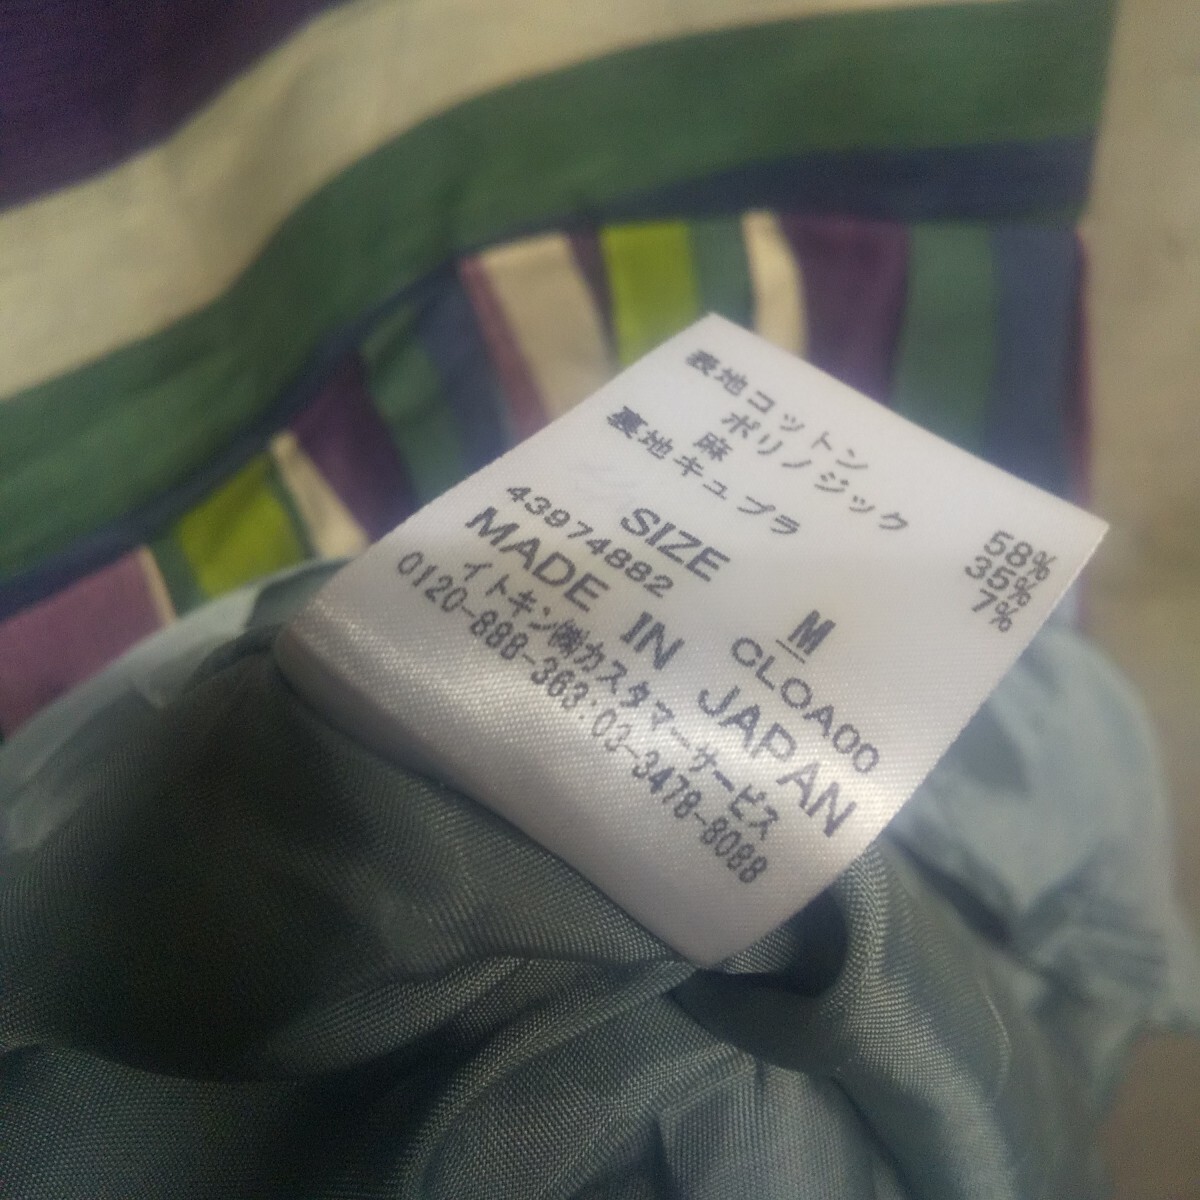 表地コットン 58%
ポリノジック 35%
麻 7%
裏地キュプラ
SIZE M
43974882 CLOA00
MADE IN JAPAN
イトキン㈱カスタマーサービス
0120-888-363:03-3478-8088